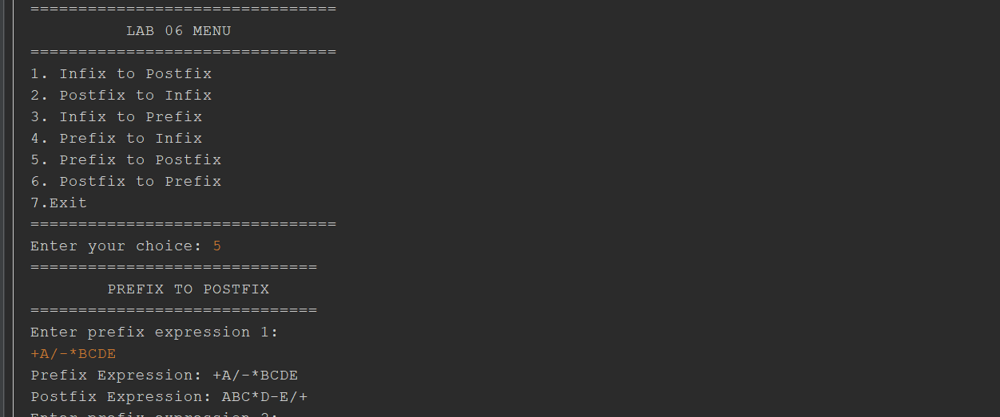 ================================
LAB 06 MENU
================================
1. Infix to Postfix
2. Postfix to Infix
3. Infix to Prefix
4. Prefix to Infix
5. Prefix to Postfix
6. Postfix to Prefix
7.Exit
================================
Enter your choice: 5
==============================
PREFIX TO POSTFIX
==============================
Enter prefix expression 1:
+A/-*BCDE
Prefix Expression: +A/-*BCDE
Postfix Expression: ABC*D-E/+
Enter prefix expression 2: